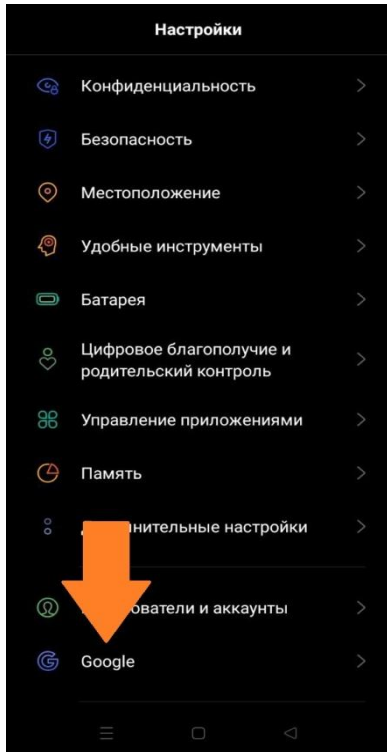 Настройки
Конфиденциальность
Безопасность
Местоположение
Удобные инструменты
Батарея
Цифровое благополучие и
родительский контроль
Управление приложениями
Память
настройки
и аккаунты
Google